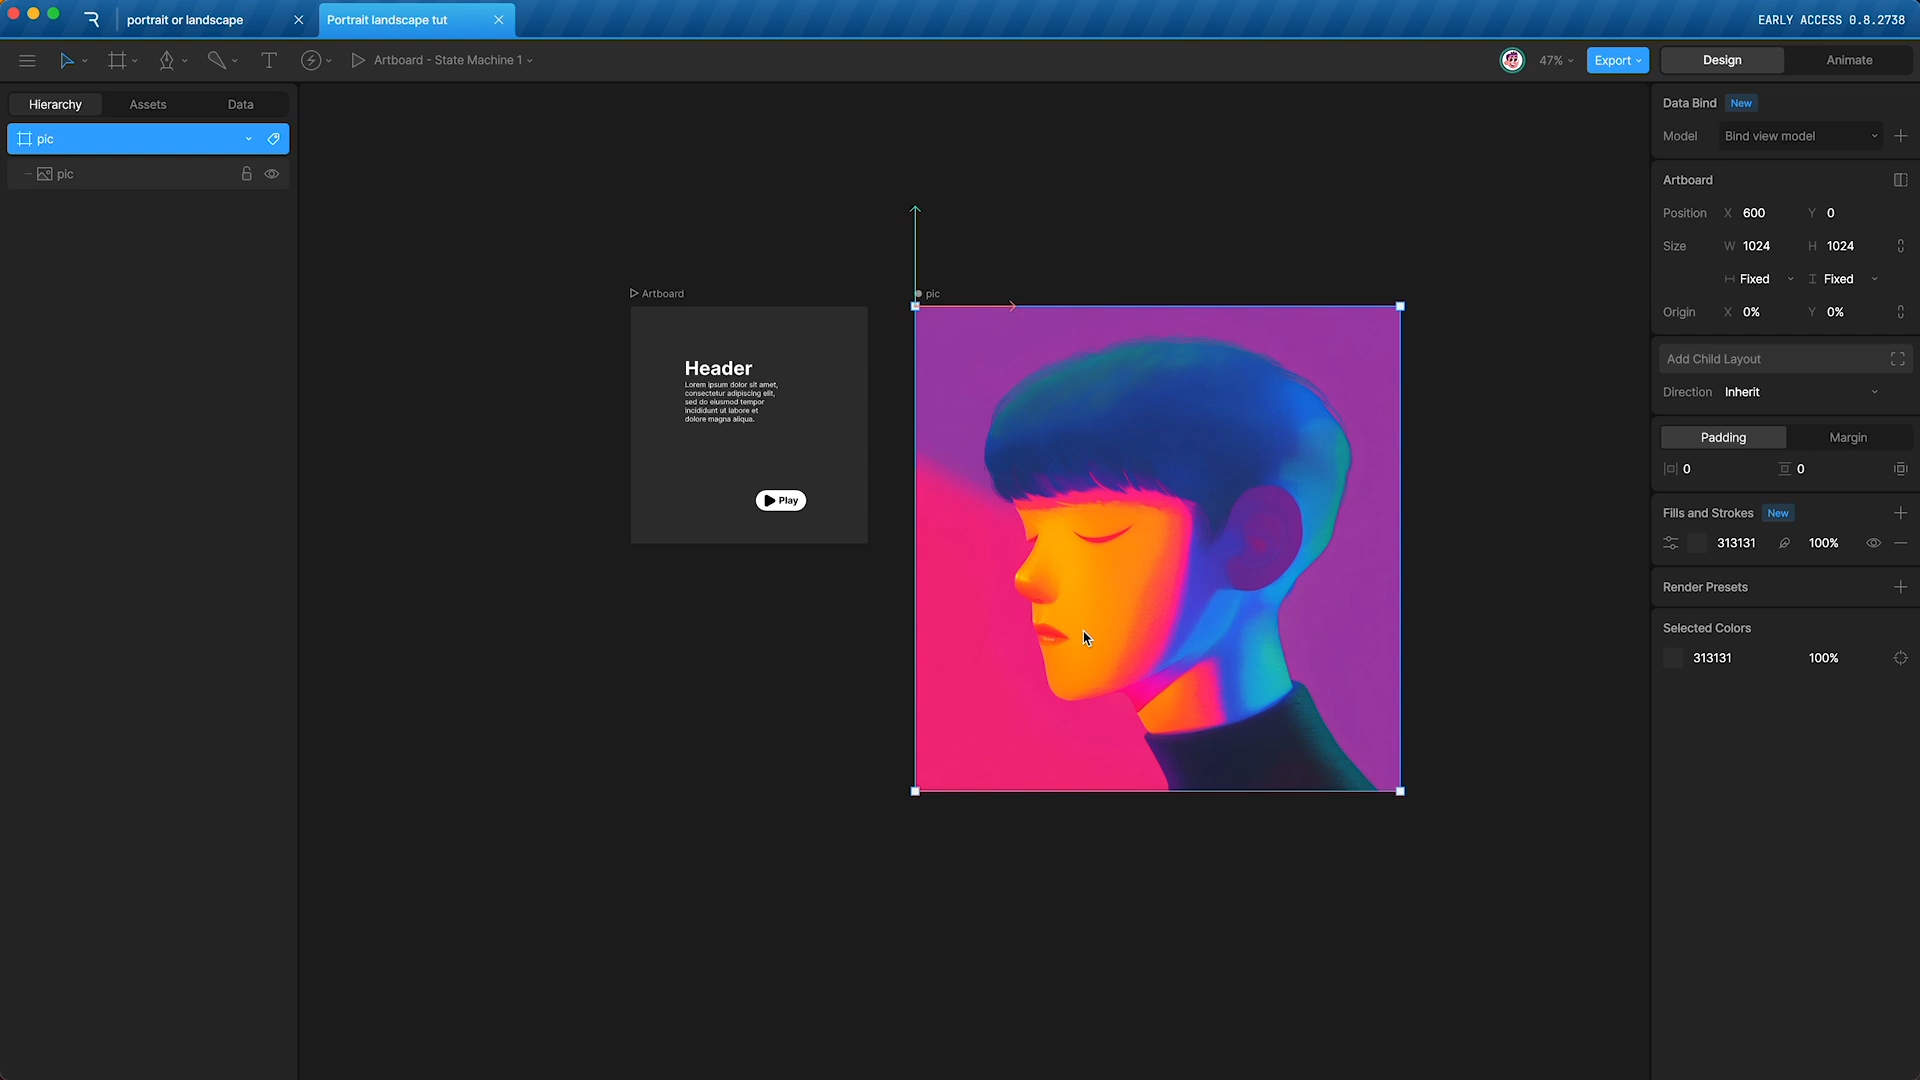 portrait or landscape
Portrait landscape tut
EARLY ACCESS 0.8.2738
Artboard - State Machine 1
47%
Export
Design
Animate
Hierarchy
Assets
Data
pic
pic
Data Bind New
Model Bind view model
Artboard
Position X 600 Y 0
Size W 1024 H 1024
Fixed Fixed
Origin X 0% Y 0%
Add Child Layout
Direction Inherit
Padding Margin
0 0
Fills and Strokes New
313131 100%
Render Presets
Selected Colors
313131 100%
Artboard
Header
Lorem ipsum dolor sit amet,
consectetur adipiscing elit,
sed do eiusmod tempor
incididunt ut labore et
dolore magna aliqua.
Play
pic